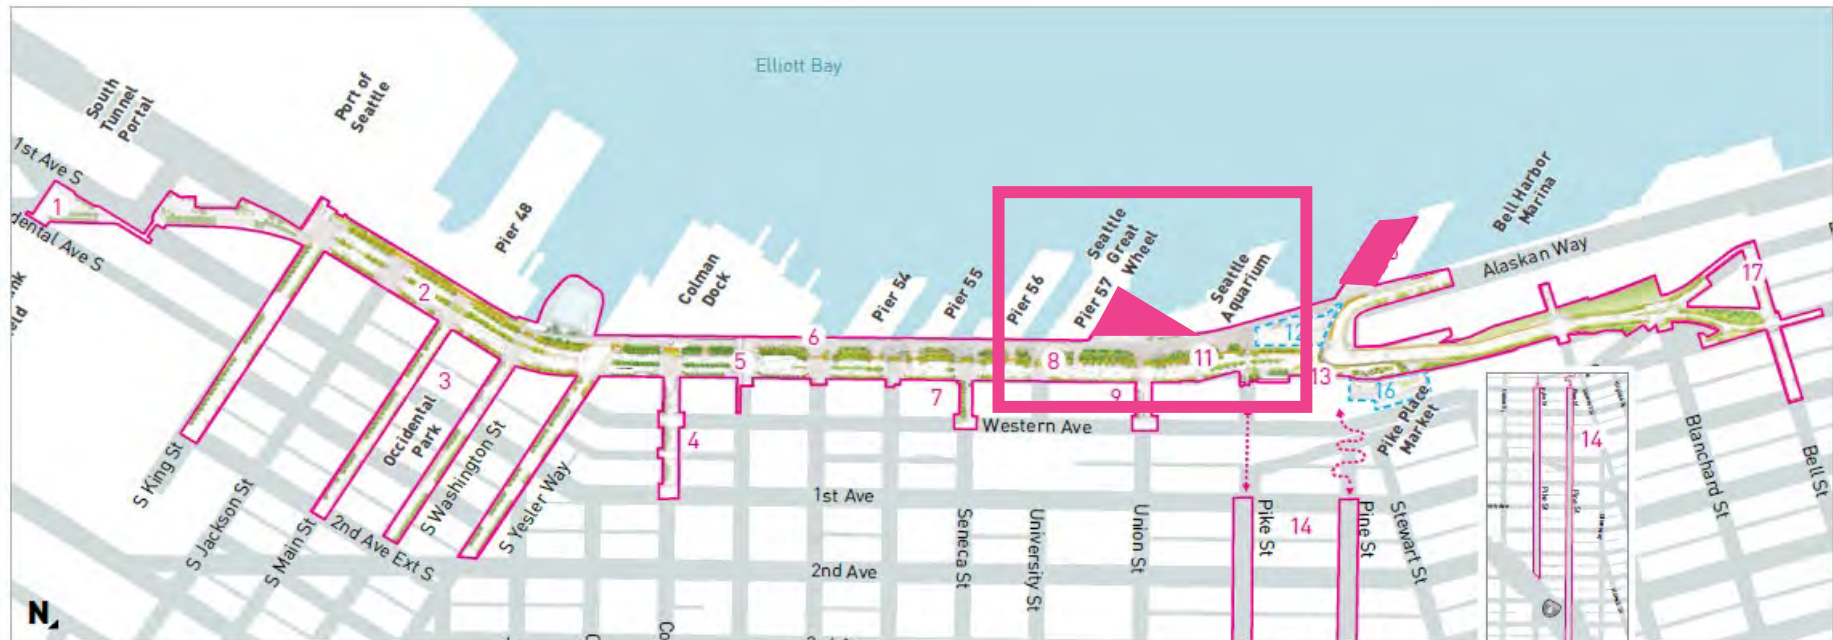 Elliott Bay
South
Tunnel
Portal
Port of
Seattle
1st Ave S
dental Ave S
1
Pier 48
Colman
Dock
Pier 54
Pier 55
Pier 56
Pier 57
Seattle
Great
Wheel
Seattle
Aquarium
Bell Harbor
Marina
Alaskan Way
17
2
6
5
8
11
12
13
16
3
7
9
4
Occidental
Park
Western Ave
Pike Place
Market
S King St
S Jackson St
S Main St
2nd Ave Ext S
S Washington St
S Yesler Way
1st Ave
2nd Ave
Seneca St
University St
Union St
Pike St
14
Pine St
Stewart St
14
Pike St
Pine St
Blanchard St
Bell St
N